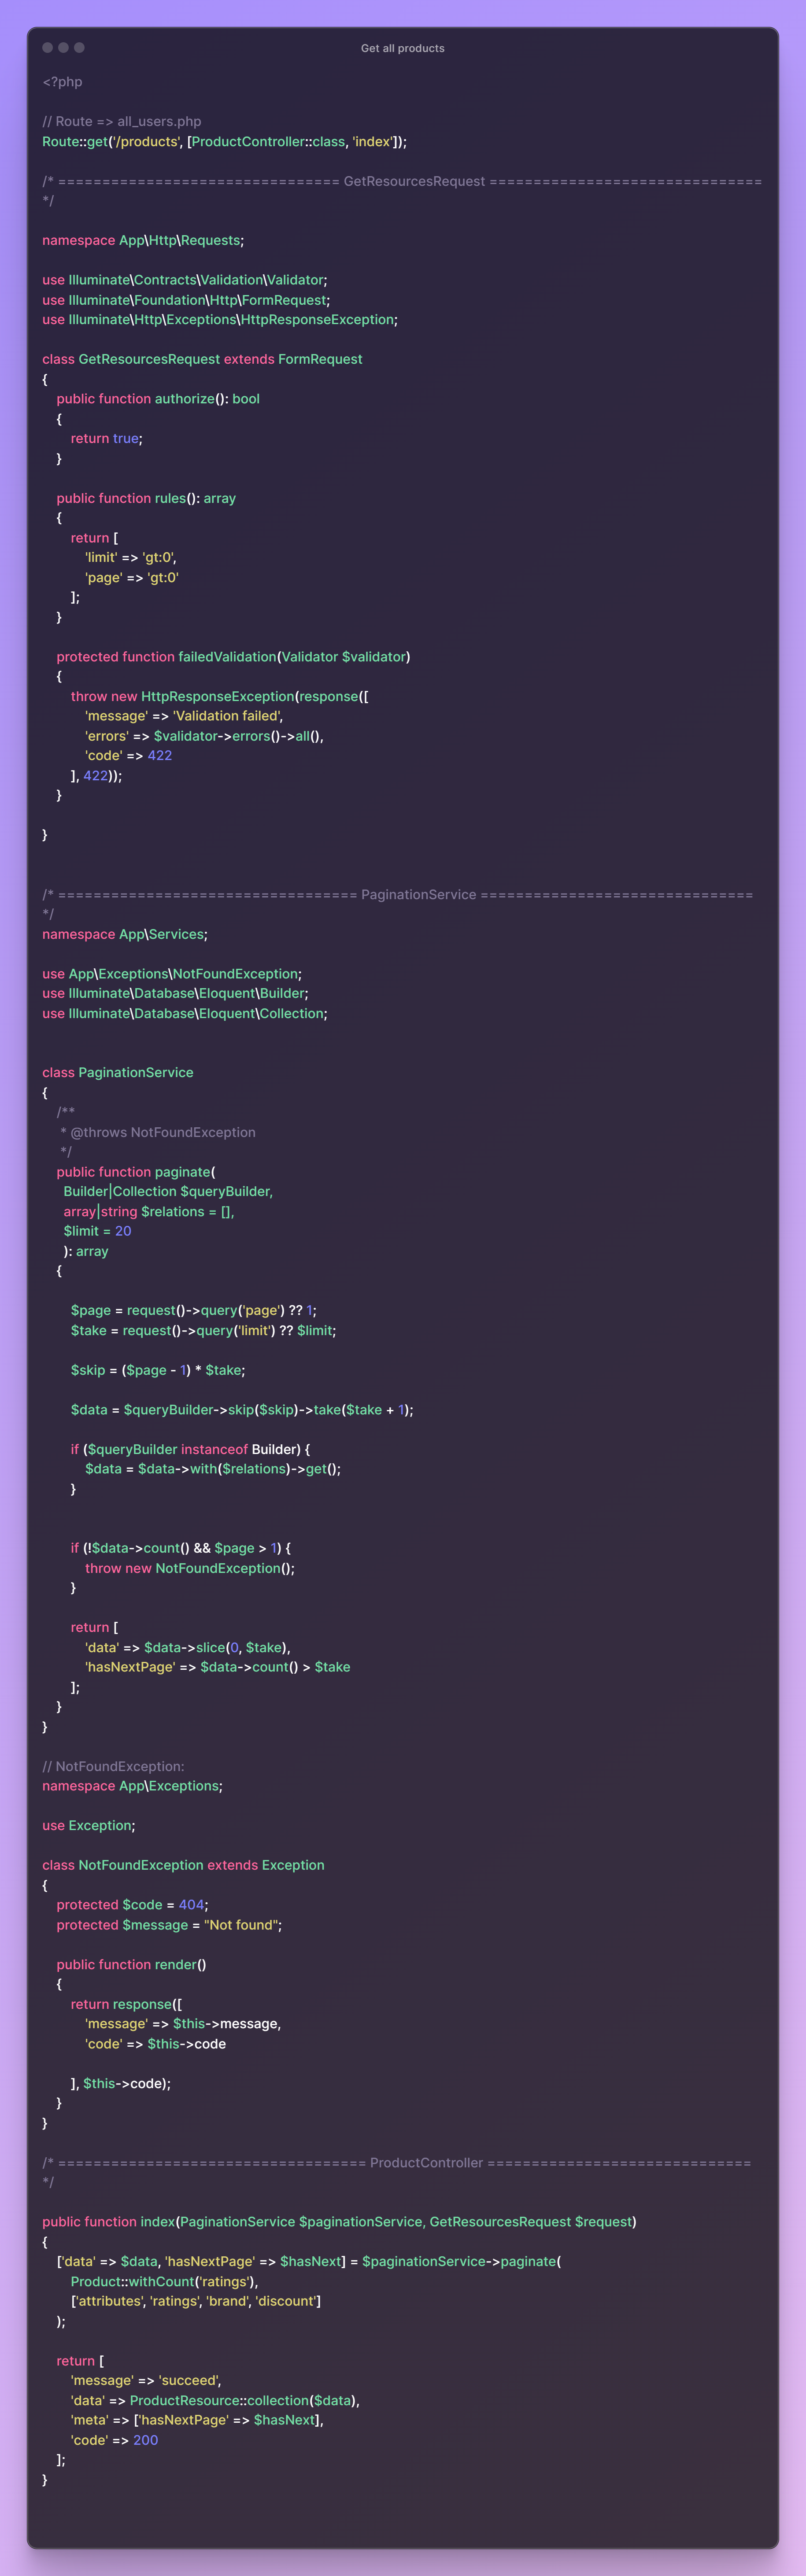 Get all products
<?php
// Route => all_users.php
Route::get('/products', [ProductController::class, 'index']);
/* ================================ GetResourcesRequest ===============================
*/
namespace App\Http\Requests;
use Illuminate\Contracts\Validation\Validator;
use Illuminate\Foundation\Http\FormRequest;
use Illuminate\Http\Exceptions\HttpResponseException;
class GetResourcesRequest extends FormRequest
{
    public function authorize(): bool
    {
        return true;
    }
    public function rules(): array
    {
        return [
            'limit' => 'gt:0',
            'page' => 'gt:0'
        ];
    }
    protected function failedValidation(Validator $validator)
    {
        throw new HttpResponseException(response([
            'message' => 'Validation failed',
            'errors' => $validator->errors()->all(),
            'code' => 422
        ], 422));
    }
}
/* ================================== PaginationService ===============================
*/
namespace App\Services;
use App\Exceptions\NotFoundException;
use Illuminate\Database\Eloquent\Builder;
use Illuminate\Database\Eloquent\Collection;
class PaginationService
{
    /**
     * @throws NotFoundException
     */
    public function paginate(
      Builder|Collection $queryBuilder,
      array|string $relations = [],
      $limit = 20
      ): array
    {
        $page = request()->query('page') ?? 1;
        $take = request()->query('limit') ?? $limit;
        $skip = ($page - 1) * $take;
        $data = $queryBuilder->skip($skip)->take($take + 1);
        if ($queryBuilder instanceof Builder) {
            $data = $data->with($relations)->get();
        }
        if (!$data->count() && $page > 1) {
            throw new NotFoundException();
        }
        return [
            'data' => $data->slice(0, $take),
            'hasNextPage' => $data->count() > $take
        ];
    }
}
// NotFoundException:
namespace App\Exceptions;
use Exception;
class NotFoundException extends Exception
{
    protected $code = 404;
    protected $message = "Not found";
    public function render()
    {
        return response([
            'message' => $this->message,
            'code' => $this->code
        ], $this->code);
    }
}
/* =================================== ProductController ==============================
*/
public function index(PaginationService $paginationService, GetResourcesRequest $request)
{
    ['data' => $data, 'hasNextPage' => $hasNext] = $paginationService->paginate(
        Product::withCount('ratings'),
        ['attributes', 'ratings', 'brand', 'discount']
    );
    return [
        'message' => 'succeed',
        'data' => ProductResource::collection($data),
        'meta' => ['hasNextPage' => $hasNext],
        'code' => 200
    ];
}